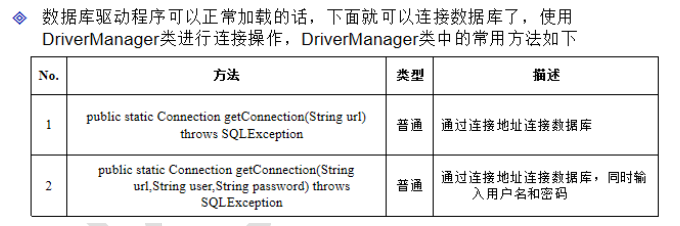 数据库驱动程序可以正常加载的话，下面就可以连接数据库了，使用
DriverManager类进行连接操作，DriverManager类中的常用方法如下
No. 方法 类型 描述
1 public static Connection getConnection(String url) throws SQLException 普通 通过连接地址连接数据库
2 public static Connection getConnection(String url,String user,String password) throws SQLException 普通 通过连接地址连接数据库，同时输入用户名和密码